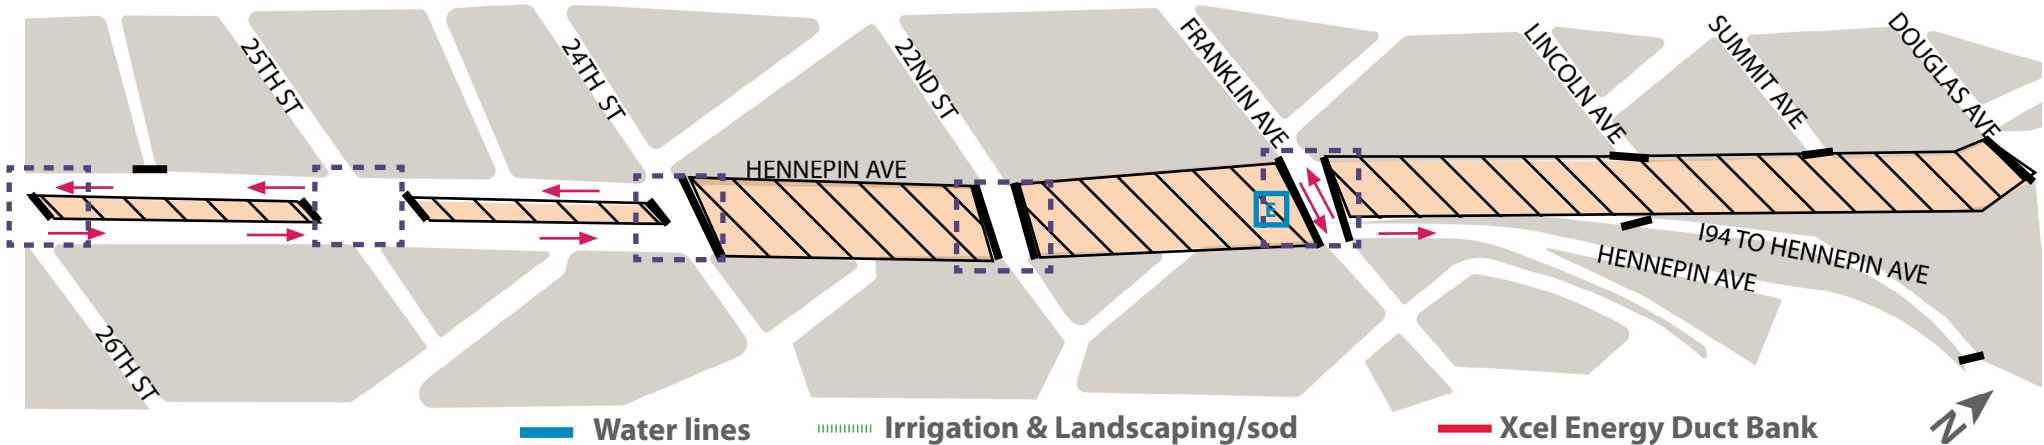 25TH ST
24TH ST
22ND ST
FRANKLIN AVE
LINCOLN AVE
SUMMIT AVE
DOUGLAS AVE
HENNEPIN AVE
E
I94 TO HENNEPIN AVE
HENNEPIN AVE
26TH ST
N
Water lines
Irrigation & Landscaping/sod
Xcel Energy Duct Bank